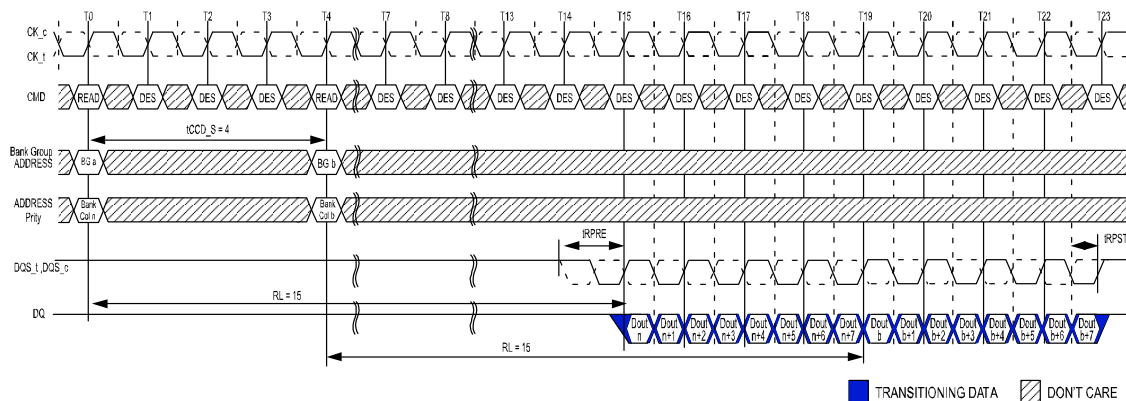 T0 T1 T2 T3 T4 T7 T8 T13 T14 T15 T16 T17 T18 T19 T20 T21 T22 T23
CK_c
CK_t
CMD READ DES DES DES READ DES DES DES DES DES DES DES DES DES DES DES DES DES
tCCD_S = 4
Bank Group
ADDRESS BG a BG b
ADDRESS
Prity
Bank
Col n
Bank
Col b
tRPRE tRPST
DQS_t ,DQS_c
RL = 15
DQ
Dout
n
Dout
n+1
Dout
n+2
Dout
n+3
Dout
n+4
Dout
n+5
Dout
n+6
Dout
n+7
Dout
b
Dout
b+1
Dout
b+2
Dout
b+3
Dout
b+4
Dout
b+5
Dout
b+6
Dout
b+7
RL = 15
TRANSITIONING DATA DON'T CARE